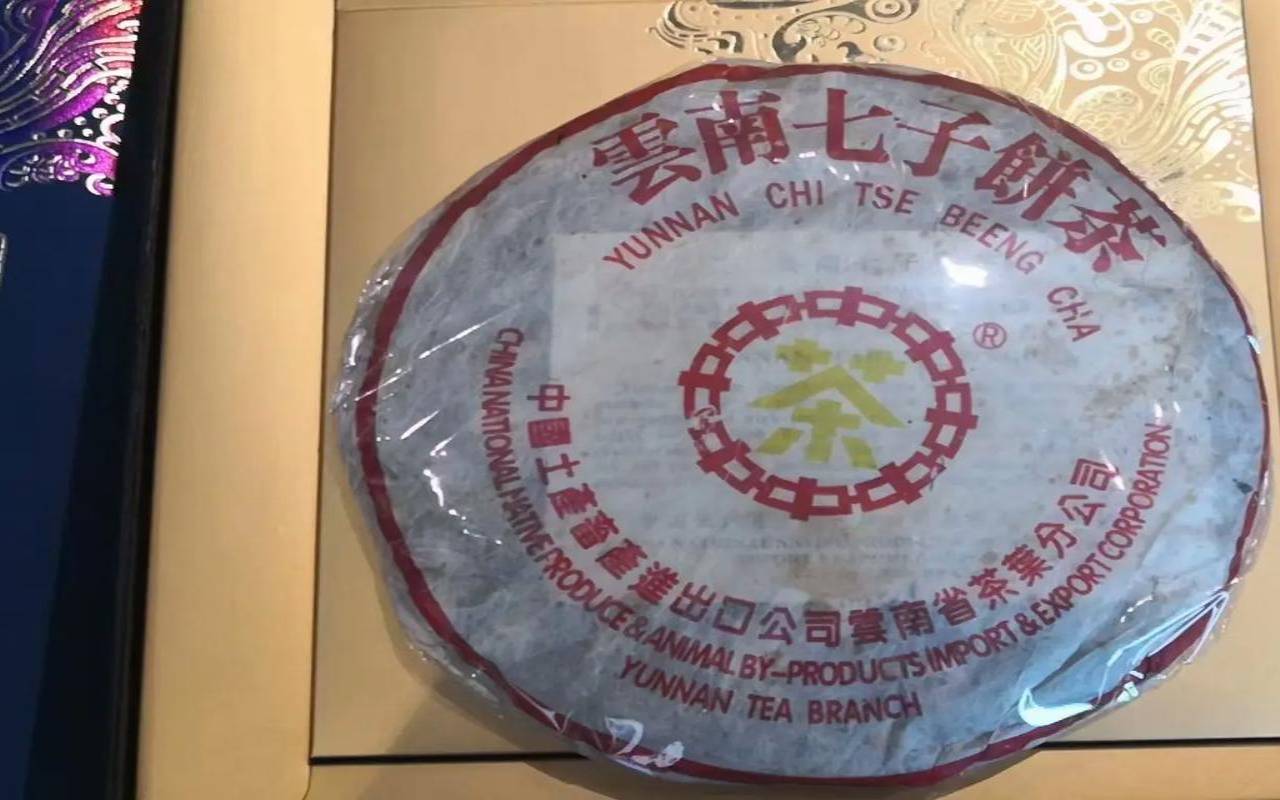 雲南七子餅茶
YUNNAN CHI TSE BEENG CHA
®
茶
中國土產畜產進出口公司雲南省茶葉分公司
CHINA NATIONAL NATIVE PRODUCE & ANIMAL BY-PRODUCTS IMPORT & EXPORT CORPORATION
YUNNAN TEA BRANCH